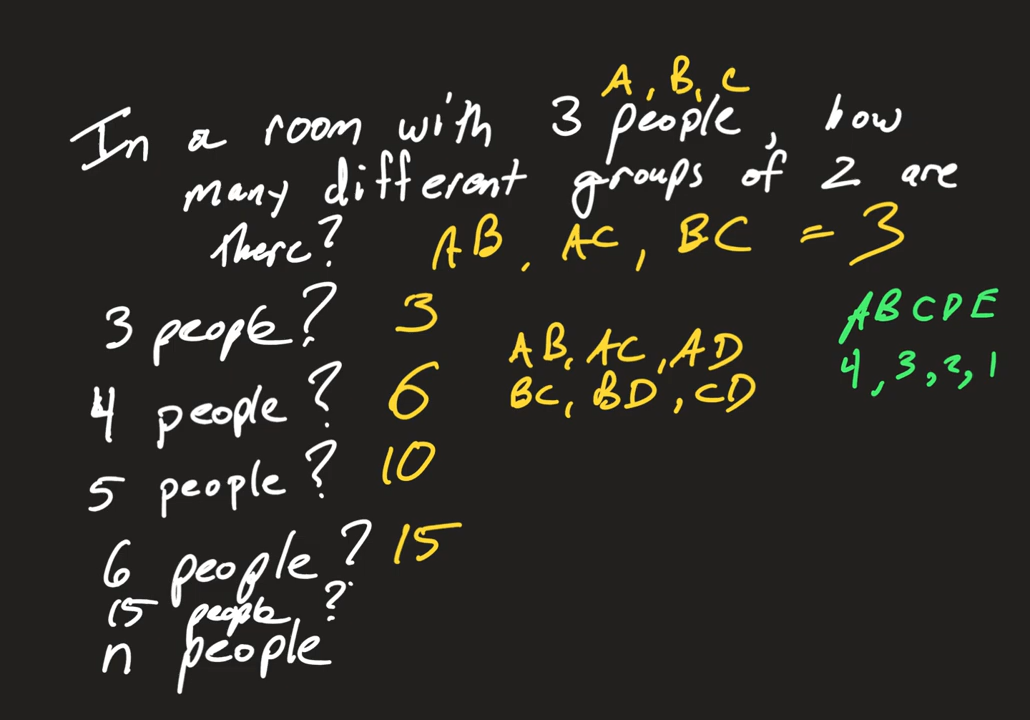 A, B, C
In a room with 3 people, how
many different groups of 2 are
there? AB, AC, BC = 3
3 people? 3
ABCDE
4, 3, 2, 1
AB, AC, AD
4 people? 6 BC, BD, CD
5 people? 10
6 people? 15
15 people?
n people